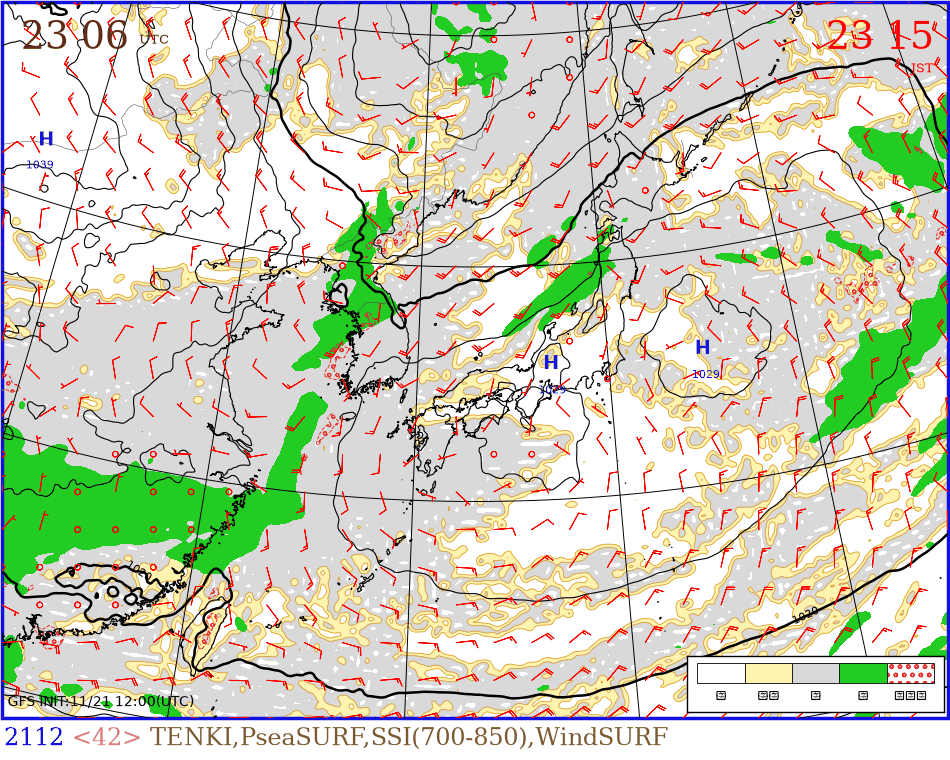 23 06 UTC
23 15 JST
H
1039
H
1029
H
1029
1020
GFS INIT:11/21 12:00(UTC)
2112 <42> TENKI,PseaSURF,SSI(700-850),WindSURF